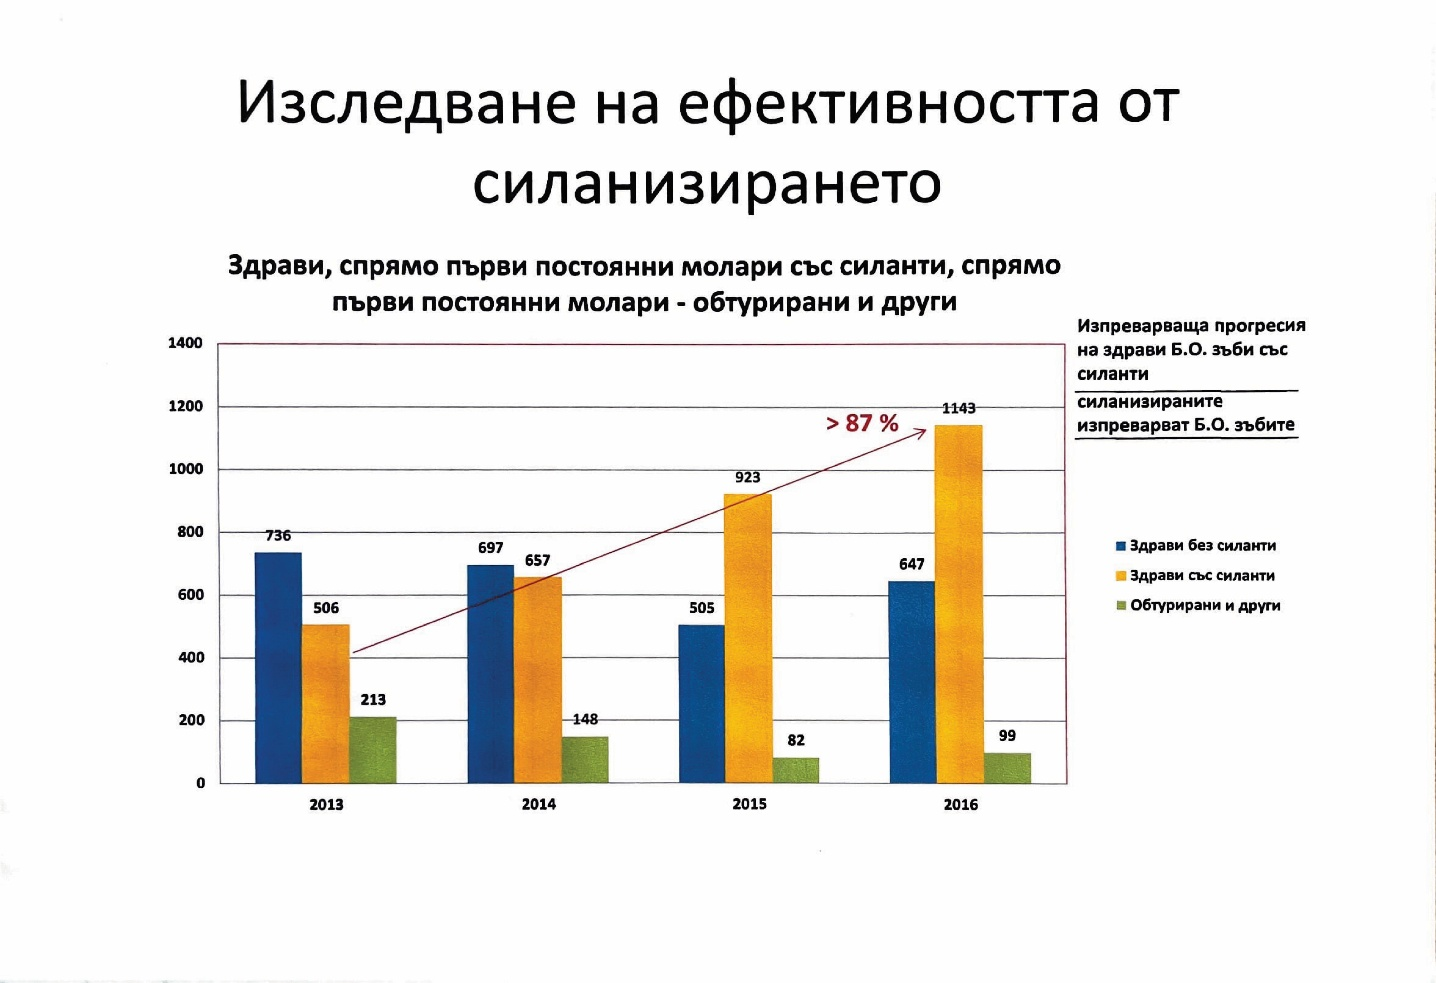 Изследване на ефективността от
силанизирането
Здрави, спрямо първи постоянни молари със силанти, спрямо
първи постоянни молари - обтурирани и други
Изпреварваща прогресия
на здрави Б.О. зъби със
силанти
силанизираните
изпреварват Б.О. зъбите
1400
1200
1000
800
600
400
200
0
> 87 %
736
506
213
697
657
148
505
923
82
647
1143
99
2013
2014
2015
2016
Здрави без силанти
Здрави със силанти
Обтурирани и други